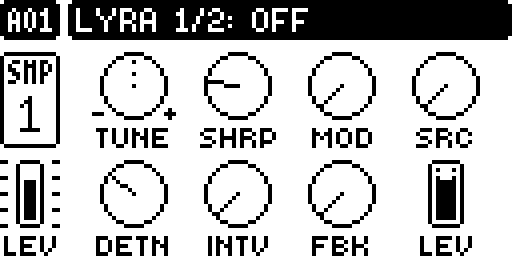 A01 LYRA 1/2: OFF
SMP
1
- +
TUNE SHRP MOD SRC
LEV DETN INTV FBK LEV